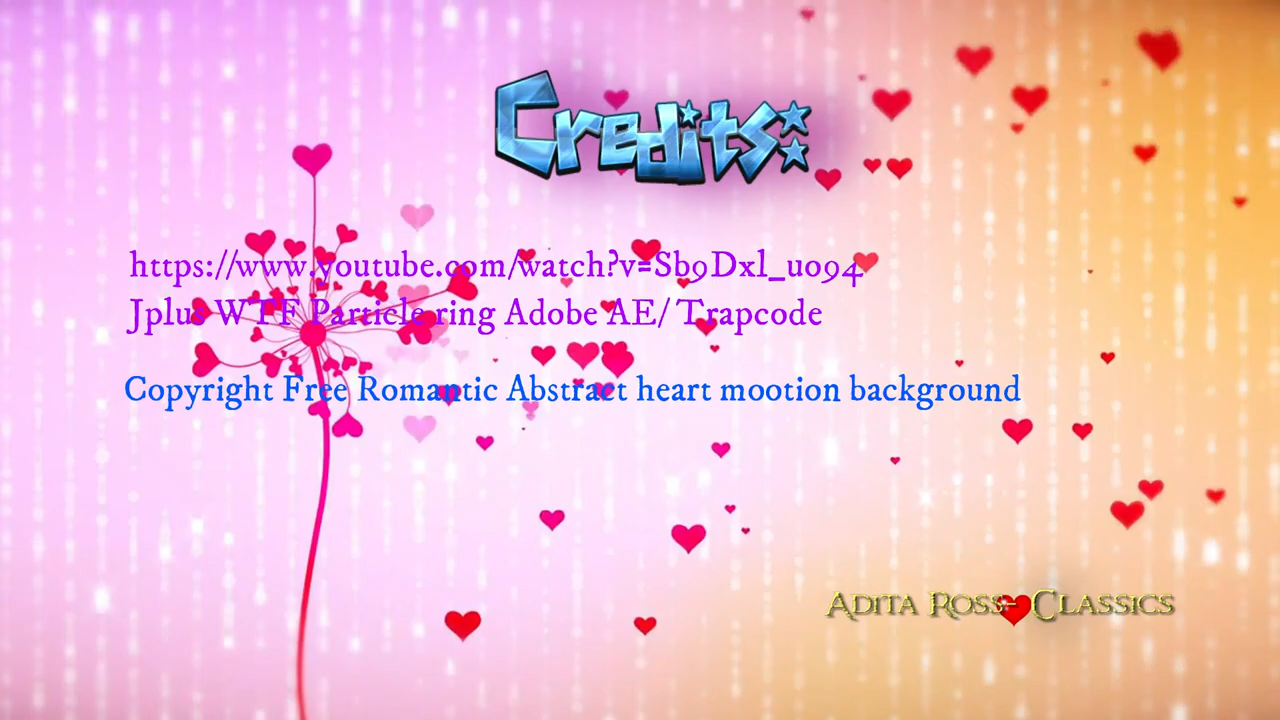 Credits:
https://www.youtube.com/watch?v=Sb9Dxl_u094
Jplus WTF Particle ring Adobe AE/ Trapcode
Copyright Free Romantic Abstract heart mootion background
Adita Ross- Classics